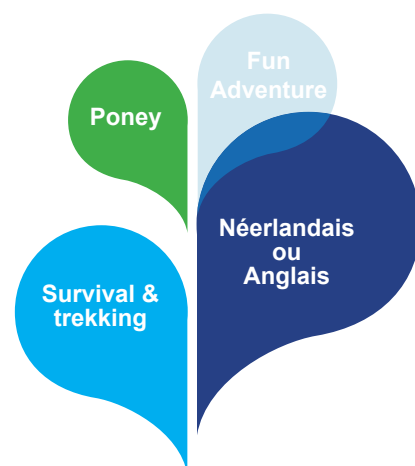 Fun
Adventure
Poney
Néerlandais
ou
Anglais
Survival &
trekking